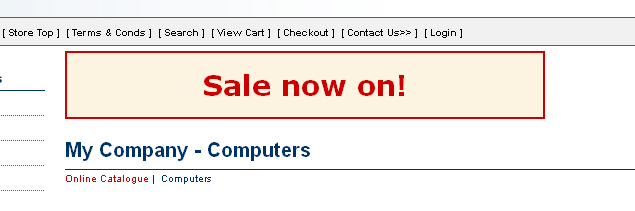 [ Store Top ] [ Terms & Conds ] [ Search ] [ View Cart ] [ Checkout ] [ Contact Us>> ] [ Login ]
Sale now on!
My Company - Computers
Online Catalogue | Computers